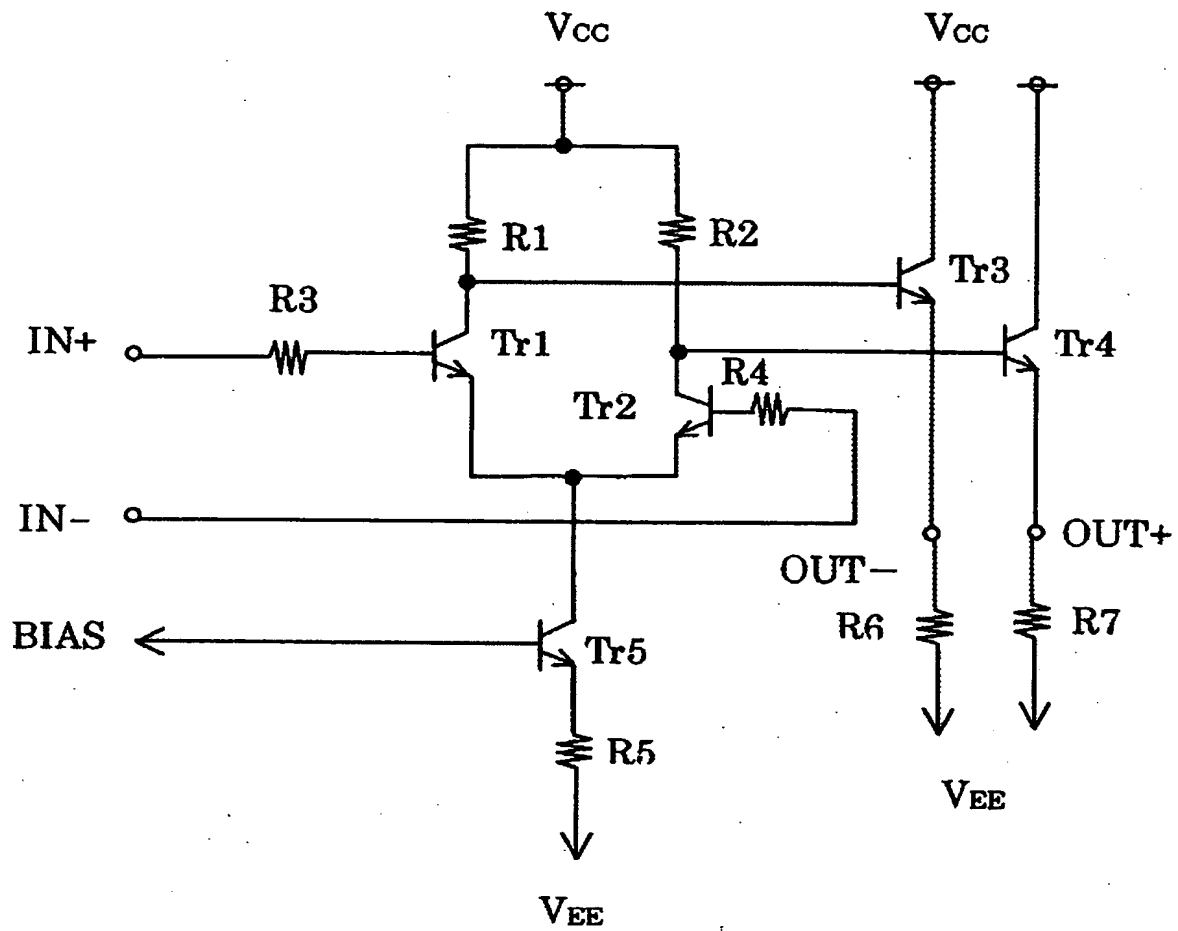 VCC
VCC
R1
R2
Tr3
R3
IN+
Tr1
Tr4
R4
Tr2
IN−
OUT+
OUT−
BIAS
R6
R7
Tr5
R5
VEE
VEE